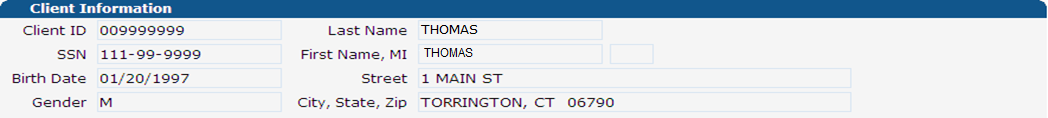 Client Information
Client ID 009999999 Last Name THOMAS
SSN 111-99-9999 First Name, MI THOMAS
Birth Date 01/20/1997 Street 1 MAIN ST
Gender M City, State, Zip TORRINGTON, CT 06790